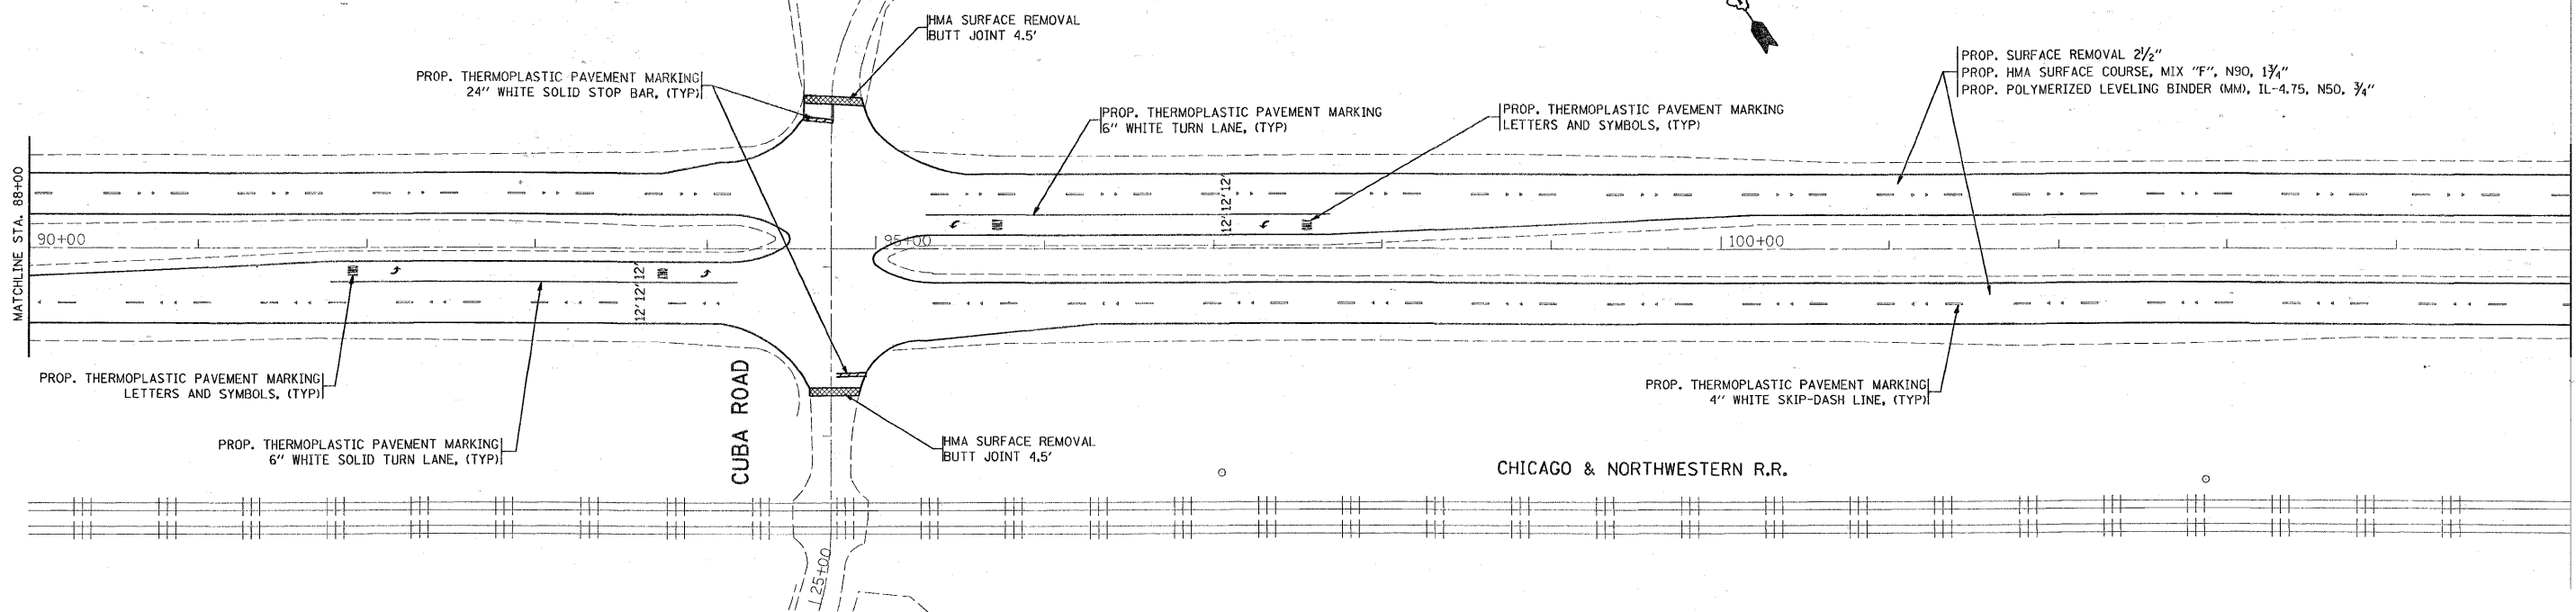 HMA SURFACE REMOVAL
BUTT JOINT 4.5'
PROP. THERMOPLASTIC PAVEMENT MARKING
24" WHITE SOLID STOP BAR, (TYP)
PROP. THERMOPLASTIC PAVEMENT MARKING
6" WHITE TURN LANE, (TYP)
PROP. THERMOPLASTIC PAVEMENT MARKING
LETTERS AND SYMBOLS, (TYP)
PROP. SURFACE REMOVAL 2½"
PROP. HMA SURFACE COURSE, MIX "F", N90, 1¾"
PROP. POLYMERIZED LEVELING BINDER (MM), IL-4.75, N50, ¾"
MATCHLINE STA. 88+00
12' 12' 12'
90+00
95+00
100+00
12' 12' 12'
PROP. THERMOPLASTIC PAVEMENT MARKING
LETTERS AND SYMBOLS, (TYP)
PROP. THERMOPLASTIC PAVEMENT MARKING
6" WHITE SOLID TURN LANE, (TYP)
CUBA ROAD
HMA SURFACE REMOVAL
BUTT JOINT 4.5'
PROP. THERMOPLASTIC PAVEMENT MARKING
4" WHITE SKIP-DASH LINE, (TYP)
CHICAGO & NORTHWESTERN R.R.
25+00